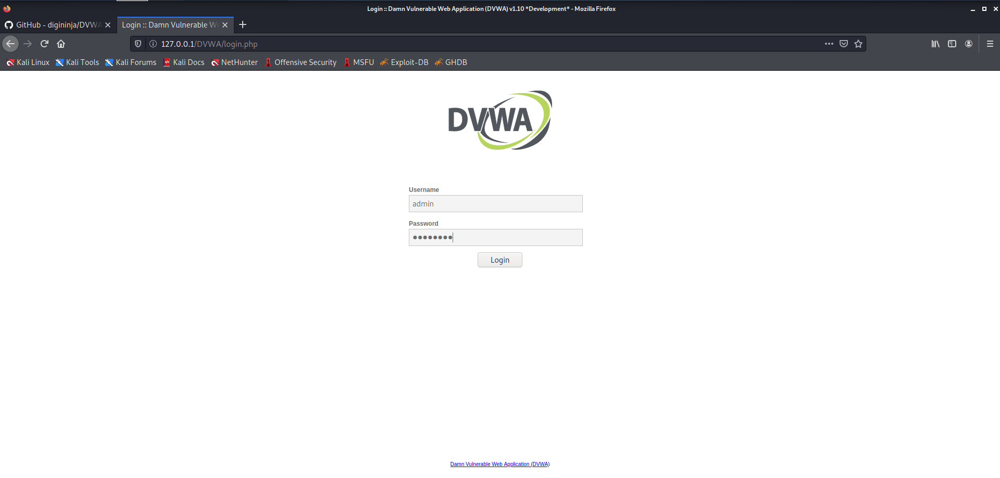 Login :: Damn Vulnerable Web Application (DVWA) v1.10 *Development* - Mozilla Firefox
GitHub - digininja/DVWA
Login :: Damn Vulnerable We
127.0.0.1/DVWA/login.php
Kali Linux Kali Tools Kali Forums Kali Docs NetHunter Offensive Security MSFU Exploit-DB GHDB
DVWA
Username
admin
Password
Login
Damn Vulnerable Web Application (DVWA)